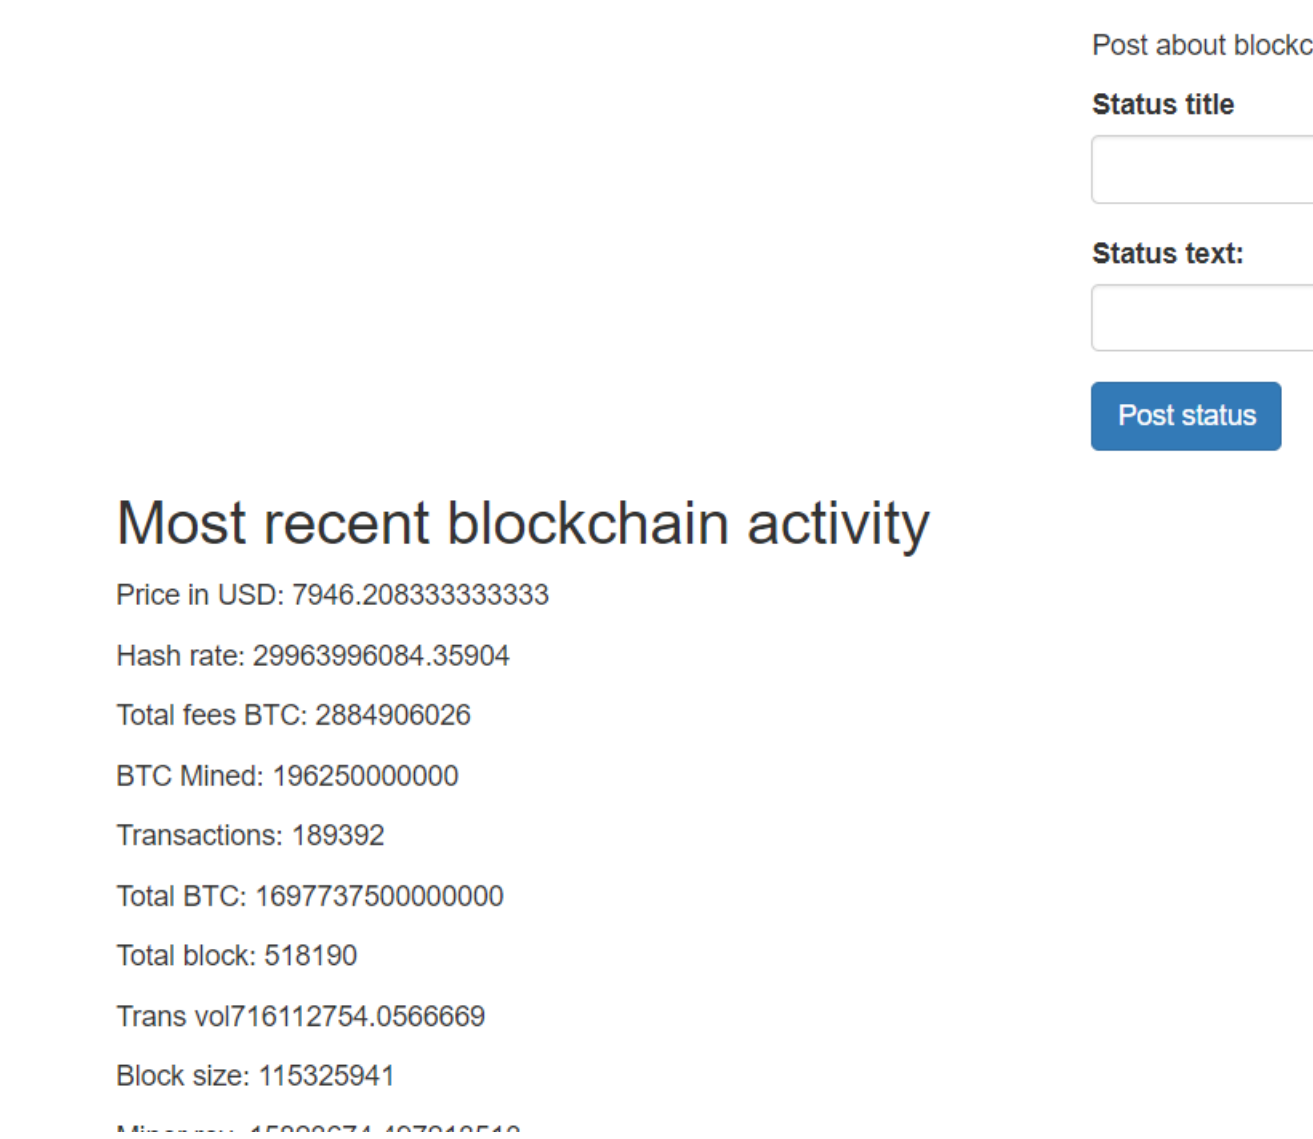 Post about blockc
Status title
Status text:
Post status
Most recent blockchain activity
Price in USD: 7946.208333333333
Hash rate: 29963996084.35904
Total fees BTC: 2884906026
BTC Mined: 196250000000
Transactions: 189392
Total BTC: 1697737500000000
Total block: 518190
Trans vol716112754.0566669
Block size: 115325941